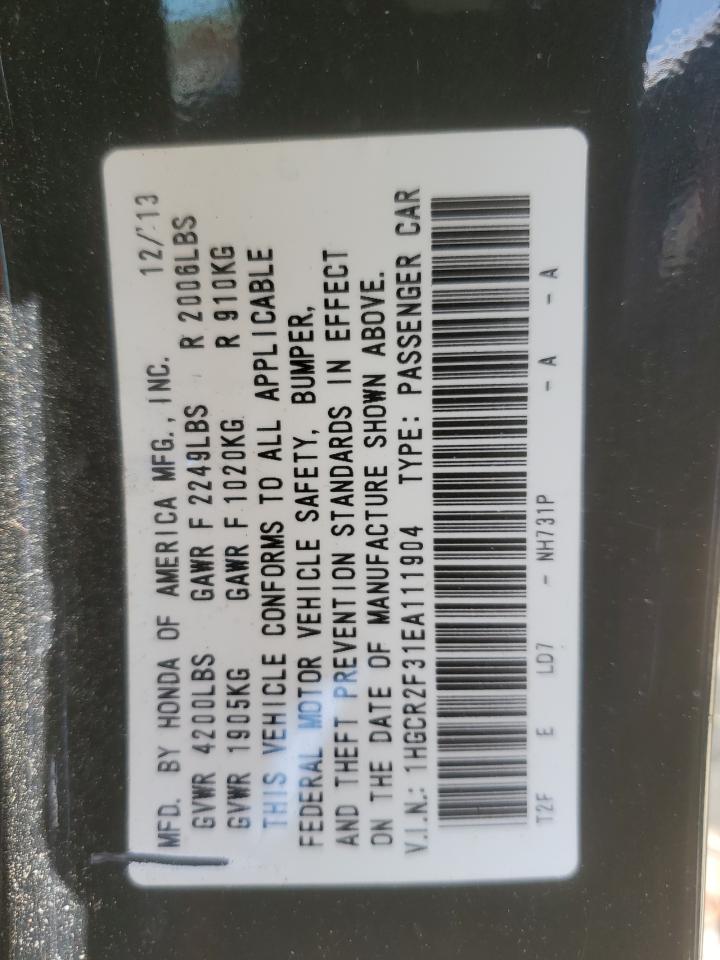 MFD. BY HONDA OF AMERICA MFG., INC. 12/13
GVWR 4200LBS GAWR F 2249LBS R 2006LBS
GVWR 1905KG GAWR F 1020KG R 910KG
THIS VEHICLE CONFORMS TO ALL APPLICABLE
FEDERAL MOTOR VEHICLE SAFETY, BUMPER,
AND THEFT PREVENTION STANDARDS IN EFFECT
ON THE DATE OF MANUFACTURE SHOWN ABOVE.
V.I.N.: 1HGCR2F31EA111904 TYPE: PASSENGER CAR
T2F E LD7 - NH731P - A - A